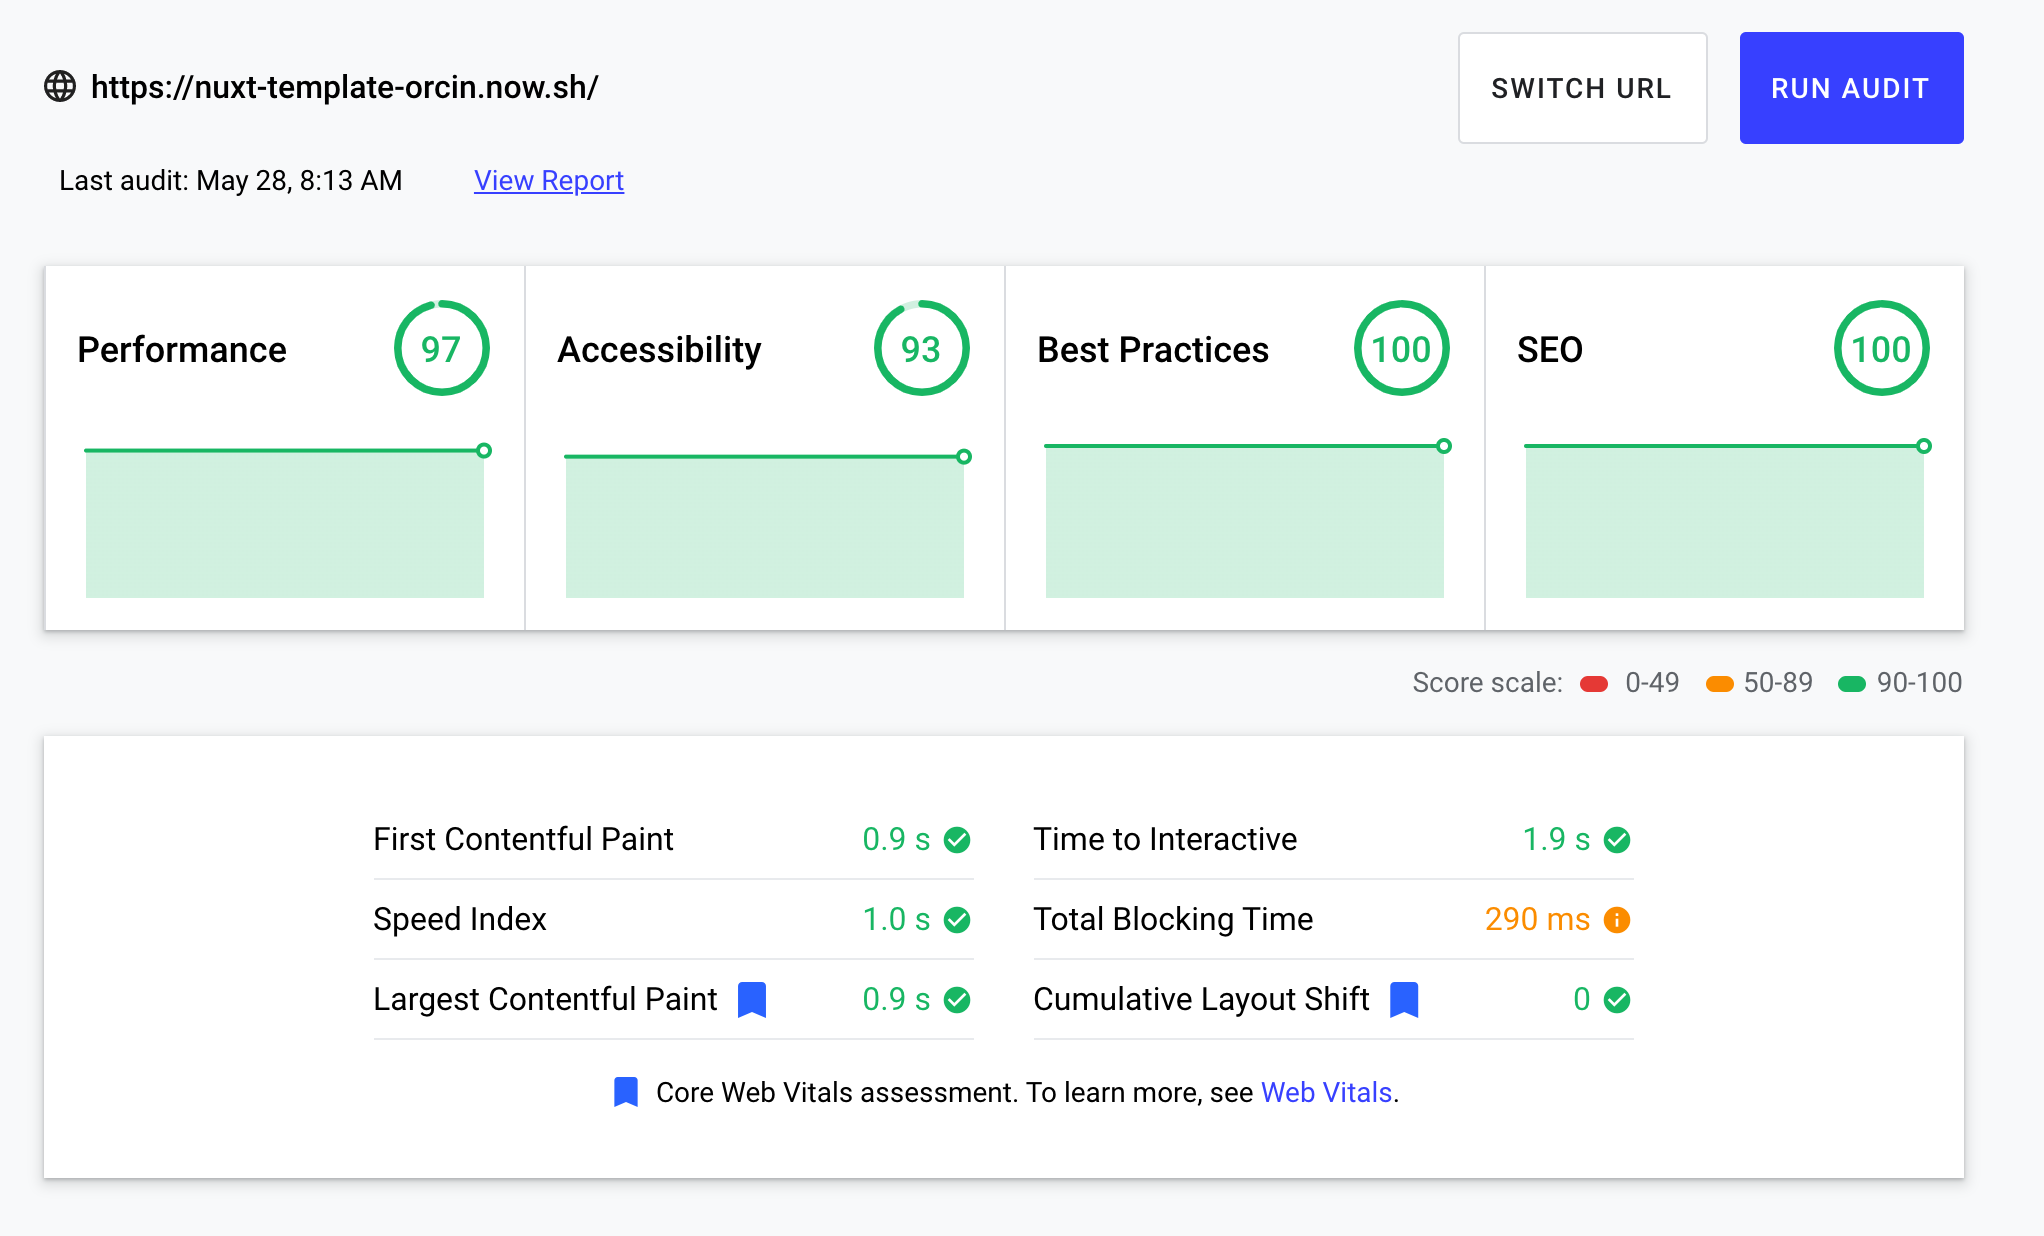 https://nuxt-template-orcin.now.sh/
SWITCH URL
RUN AUDIT
Last audit: May 28, 8:13 AM
View Report
Performance
97
Accessibility
93
Best Practices
100
SEO
100
Score scale: 0-49 50-89 90-100
First Contentful Paint 0.9 s
Time to Interactive 1.9 s
Speed Index 1.0 s
Total Blocking Time 290 ms
Largest Contentful Paint 0.9 s
Cumulative Layout Shift 0
Core Web Vitals assessment. To learn more, see Web Vitals.